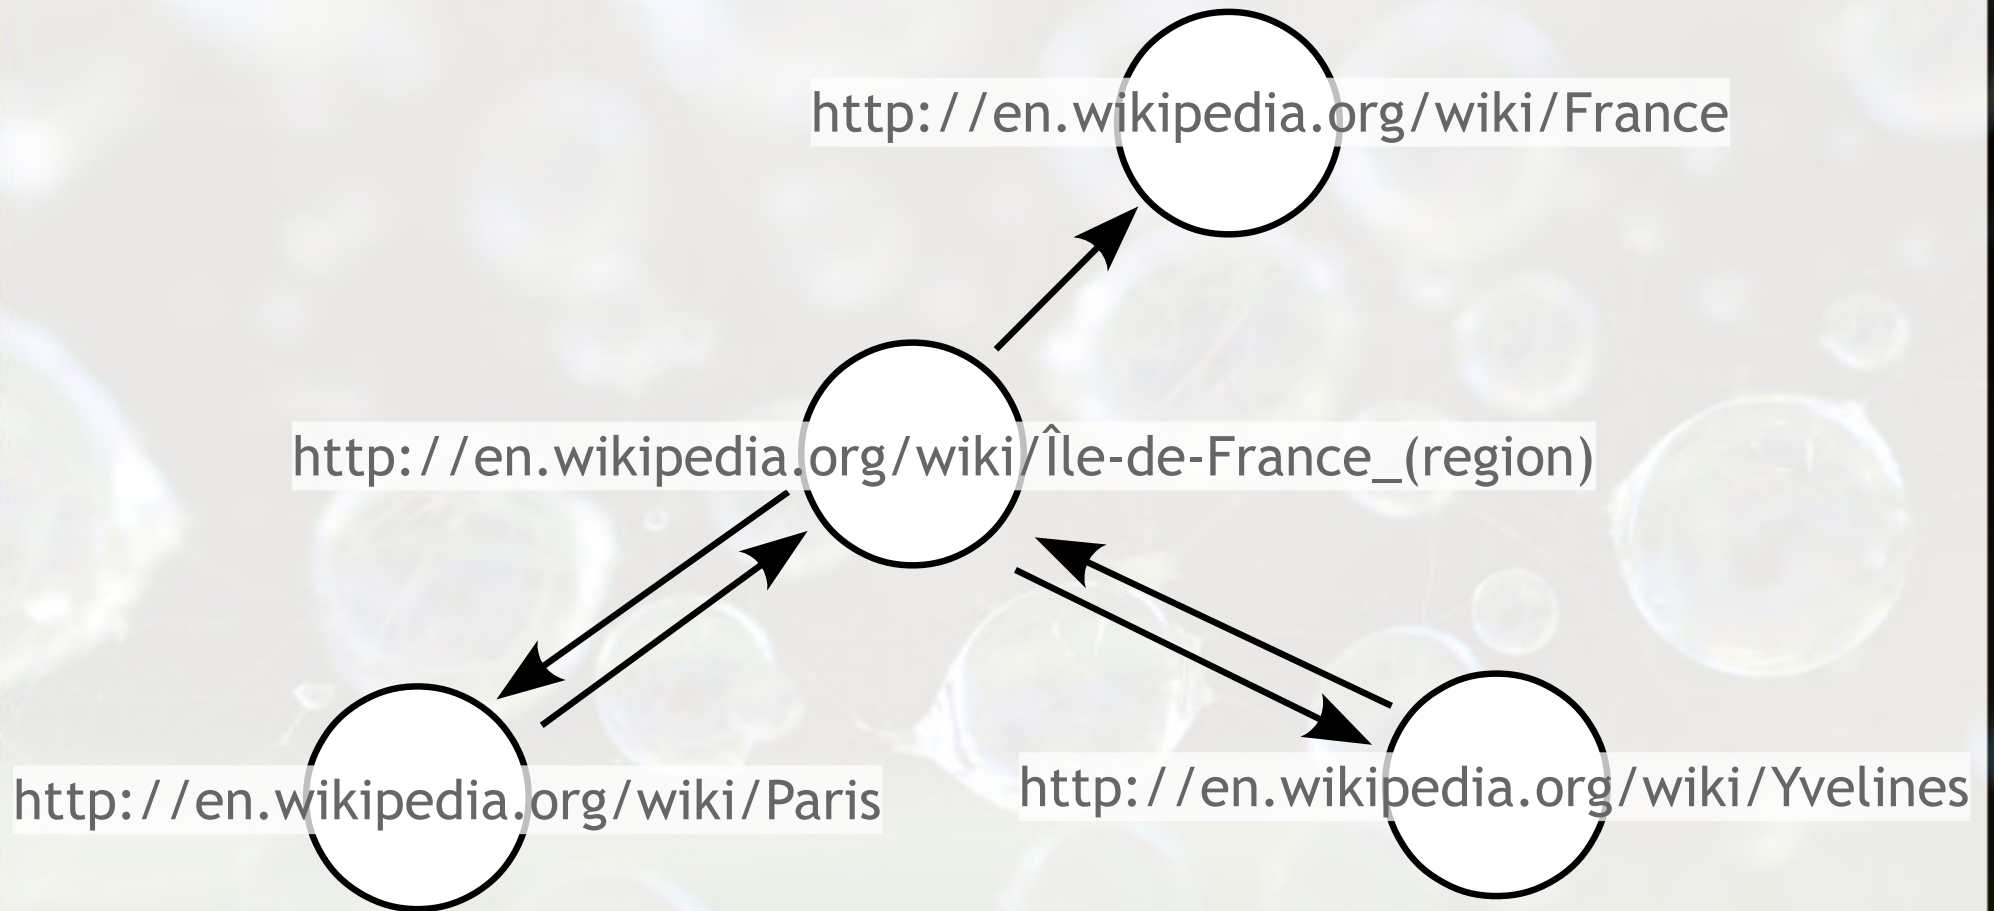 http://en.wikipedia.org/wiki/France
http://en.wikipedia.org/wiki/Île-de-France_(region)
http://en.wikipedia.org/wiki/Paris
http://en.wikipedia.org/wiki/Yvelines